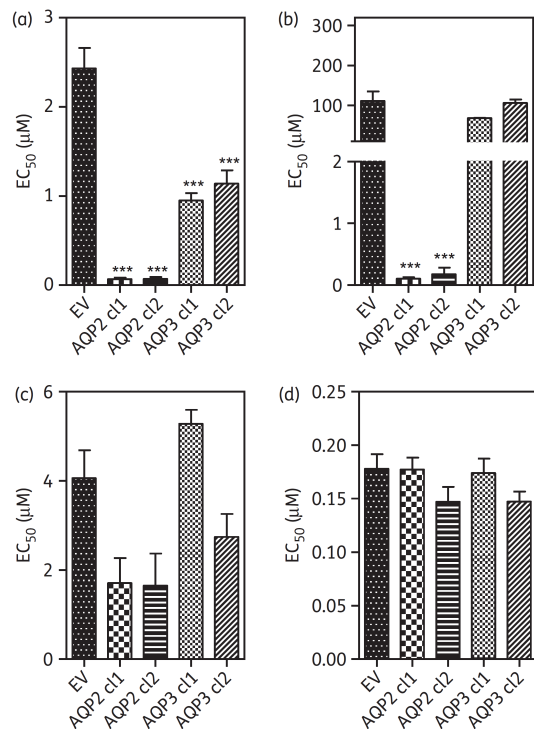 (a)
3
2
1
0
EC50 (μM)
***
***
***
***
EV
AQP2 cl1
AQP2 cl2
AQP3 cl1
AQP3 cl2
(b)
300
200
100
2
1
0
EC50 (μM)
***
***
EV
AQP2 cl1
AQP2 cl2
AQP3 cl1
AQP3 cl2
(c)
6
4
2
0
EC50 (μM)
EV
AQP2 cl1
AQP2 cl2
AQP3 cl1
AQP3 cl2
(d)
0.25
0.20
0.15
0.10
0.05
0.00
EC50 (μM)
EV
AQP2 cl1
AQP2 cl2
AQP3 cl1
AQP3 cl2